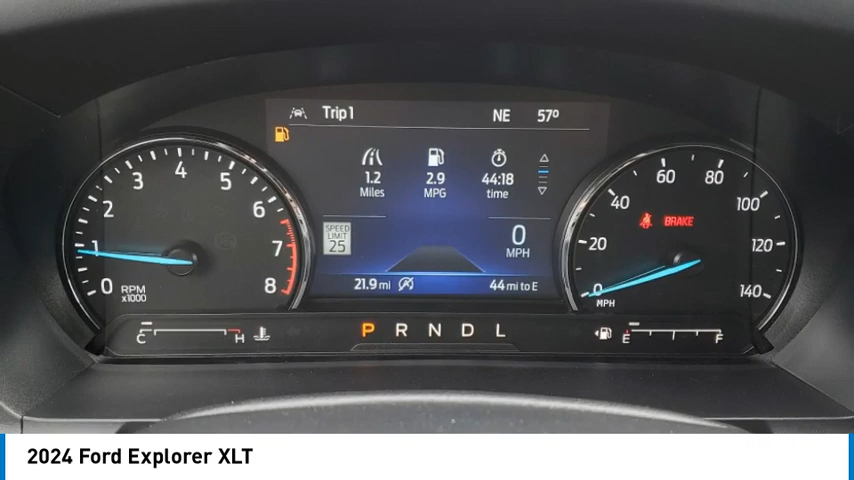 Trip1 NE 57°
1.2 2.9 44:18
Miles MPG time
SPEED
LIMIT
25
0
MPH
21.9 mi 44 mi to E
0 1 2 3 4 5 6 7 8
RPM
x1000
0 20 40 60 80 100 120 140
BRAKE
MPH
C H P R N D L E F
2024 Ford Explorer XLT